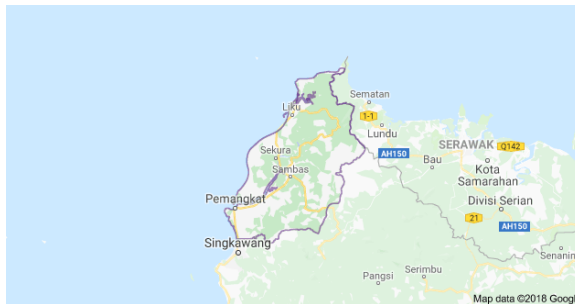 Sematan
Liku
1-1
Lundu
SERAWAK
Q142
Sekura
AH150
Bau
Kota
Samarahan
Sambas
Pemangkat
Divisi Serian
21
AH150
Singkawang
Senanin
Serimbu
Pangsi
Map data ©2018 Googl